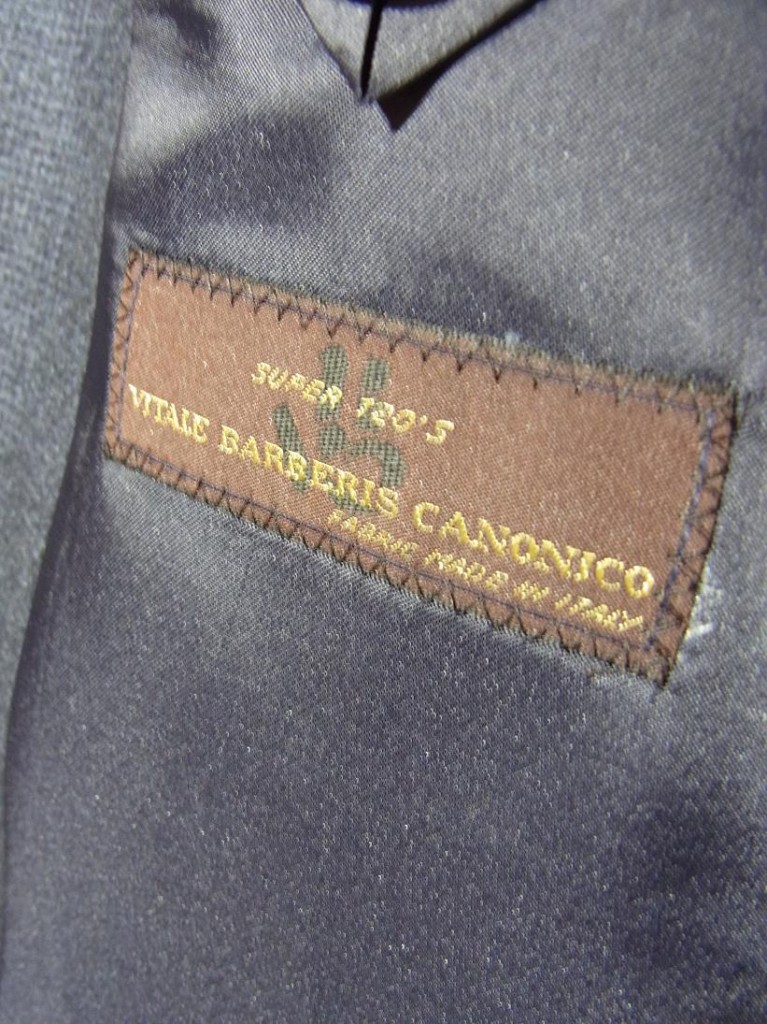 SUPER 120'S
VITALE BARBERIS CANONICO
FABRIC MADE IN ITALY